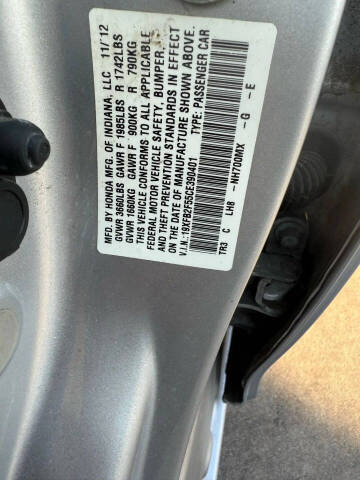 MFD. BY HONDA MFG. OF INDIANA, LLC 11/12
GVWR 3660LBS GAWR F 1985LBS R 1742LBS
GVWR 1660KG GAWR F 900KG R 790KG
THIS VEHICLE CONFORMS TO ALL APPLICABLE
FEDERAL MOTOR VEHICLE SAFETY, BUMPER,
AND THEFT PREVENTION STANDARDS IN EFFECT
ON THE DATE OF MANUFACTURE SHOWN ABOVE.
V.I.N.:19XFB2F55CE390401 TYPE: PASSENGER CAR
TR3 C LHB -NH700MX -G -E